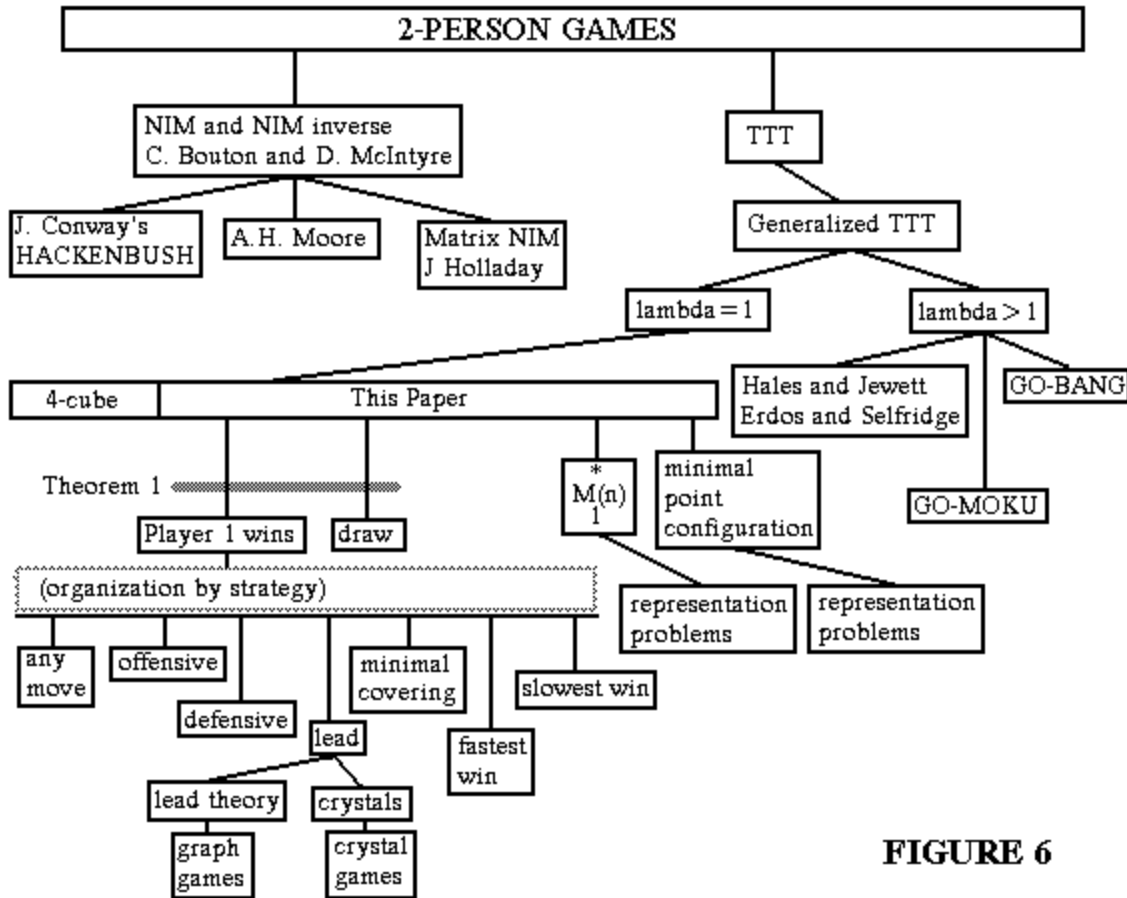 2-PERSON GAMES
NIM and NIM inverse
C. Bouton and D. McIntyre
TTT
J. Conway's
HACKENBUSH
A.H. Moore
Matrix NIM
J Holladay
Generalized TTT
lambda=1
lambda>1
4-cube
This Paper
Hales and Jewett
Erdos and Selfridge
GO-BANG
GO-MOKU
Theorem 1
Player 1 wins
draw
*
M(n)
1
minimal
point
configuration
(organization by strategy)
representation
problems
representation
problems
any
move
offensive
defensive
lead
minimal
covering
fastest
win
slowest win
lead theory
crystals
graph
games
crystal
games
FIGURE 6